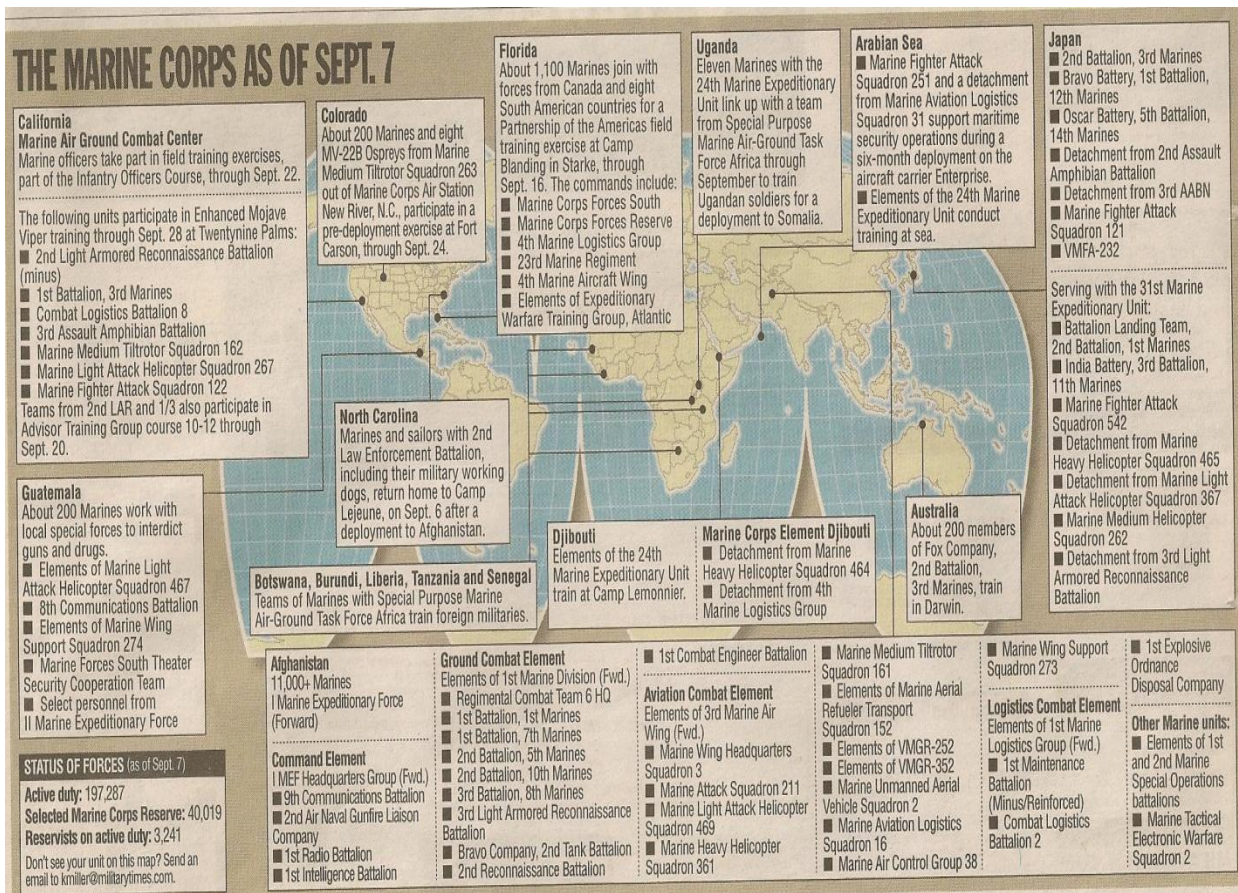 THE MARINE CORPS AS OF SEPT. 7
California
Marine Air Ground Combat Center
Marine officers take part in field training exercises,
part of the Infantry Officers Course, through Sept. 22.
The following units participate in Enhanced Mojave
Viper training through Sept. 28 at Twentynine Palms:
■ 2nd Light Armored Reconnaissance Battalion
(minus)
■ 1st Battalion, 3rd Marines
■ Combat Logistics Battalion 8
■ 3rd Assault Amphibian Battalion
■ Marine Medium Tiltrotor Squadron 162
■ Marine Light Attack Helicopter Squadron 267
■ Marine Fighter Attack Squadron 122
Teams from 2nd LAR and 1/3 also participate in
Advisor Training Group course 10-12 through
Sept. 20.
Colorado
About 200 Marines and eight
MV-22B Ospreys from Marine
Medium Tiltrotor Squadron 263
out of Marine Corps Air Station
New River, N.C., participate in a
pre-deployment exercise at Fort
Carson, through Sept. 24.
Florida
About 1,100 Marines join with
forces from Canada and eight
South American countries for a
Partnership of the Americas field
training exercise at Camp
Blanding in Starke, through
Sept. 16. The commands include:
■ Marine Corps Forces South
■ Marine Corps Forces Reserve
■ 4th Marine Logistics Group
■ 23rd Marine Regiment
■ 4th Marine Aircraft Wing
■ Elements of Expeditionary
Warfare Training Group, Atlantic
Uganda
Eleven Marines with the
24th Marine Expeditionary
Unit link up with a team
from Special Purpose
Marine Air-Ground Task
Force Africa through
September to train
Ugandan soldiers for a
deployment to Somalia.
Arabian Sea
■ Marine Fighter Attack
Squadron 251 and a detachment
from Marine Aviation Logistics
Squadron 31 support maritime
security operations during a
six-month deployment on the
aircraft carrier Enterprise.
■ Elements of the 24th Marine
Expeditionary Unit conduct
training at sea.
Japan
■ 2nd Battalion, 3rd Marines
■ Bravo Battery, 1st Battalion,
12th Marines
■ Oscar Battery, 5th Battalion,
14th Marines
■ Detachment from 2nd Assault
Amphibian Battalion
■ Detachment from 3rd AABN
■ Marine Fighter Attack
Squadron 121
■ VMFA-232
Serving with the 31st Marine
Expeditionary Unit:
■ Battalion Landing Team,
2nd Battalion, 1st Marines
■ India Battery, 3rd Battalion,
11th Marines
■ Marine Fighter Attack
Squadron 542
■ Detachment from Marine
Heavy Helicopter Squadron 465
■ Detachment from Marine Light
Attack Helicopter Squadron 367
■ Marine Medium Helicopter
Squadron 262
■ Detachment from 3rd Light
Armored Reconnaissance
Battalion
Guatemala
About 200 Marines work with
local special forces to interdict
guns and drugs.
■ Elements of Marine Light
Attack Helicopter Squadron 467
■ 8th Communications Battalion
■ Elements of Marine Wing
Support Squadron 274
■ Marine Forces South Theater
Security Cooperation Team
■ Select personnel from
II Marine Expeditionary Force
North Carolina
Marines and sailors with 2nd
Law Enforcement Battalion,
including their military working
dogs, return home to Camp
Lejeune, on Sept. 6 after a
deployment to Afghanistan.
Botswana, Burundi, Liberia, Tanzania and Senegal
Teams of Marines with Special Purpose Marine
Air-Ground Task Force Africa train foreign militaries.
Djibouti
Elements of the 24th
Marine Expeditionary Unit
train at Camp Lemonnier.
Marine Corps Element Djibouti
■ Detachment from Marine
Heavy Helicopter Squadron 464
■ Detachment from 4th
Marine Logistics Group
Australia
About 200 members
of Fox Company,
2nd Battalion,
3rd Marines, train
in Darwin.
STATUS OF FORCES (as of Sept. 7)
Active duty: 197,287
Selected Marine Corps Reserve: 40,019
Reservists on active duty: 3,241
Don't see your unit on this map? Send an
email to kmiller@militarytimes.com.
Afghanistan
11,000+ Marines
I Marine Expeditionary Force
(Forward)
Command Element
I MEF Headquarters Group (Fwd.)
■ 9th Communications Battalion
■ 2nd Air Naval Gunfire Liaison
Company
■ 1st Radio Battalion
■ 1st Intelligence Battalion
Ground Combat Element
Elements of 1st Marine Division (Fwd.)
■ Regimental Combat Team 6 HQ
■ 1st Battalion, 1st Marines
■ 1st Battalion, 7th Marines
■ 2nd Battalion, 5th Marines
■ 2nd Battalion, 10th Marines
■ 3rd Battalion, 8th Marines
■ 3rd Light Armored Reconnaissance
Battalion
■ Bravo Company, 2nd Tank Battalion
■ 2nd Reconnaissance Battalion
■ 1st Combat Engineer Battalion
Aviation Combat Element
Elements of 3rd Marine Air
Wing (Fwd.)
■ Marine Wing Headquarters
Squadron 3
■ Marine Attack Squadron 211
■ Marine Light Attack Helicopter
Squadron 469
■ Marine Heavy Helicopter
Squadron 361
■ Marine Medium Tiltrotor
Squadron 161
■ Elements of Marine Aerial
Refueler Transport
Squadron 152
■ Elements of VMGR-252
■ Elements of VMGR-352
■ Marine Unmanned Aerial
Vehicle Squadron 2
■ Marine Aviation Logistics
Squadron 16
■ Marine Air Control Group 38
■ Marine Wing Support
Squadron 273
Logistics Combat Element
Elements of 1st Marine
Logistics Group (Fwd.)
■ 1st Maintenance
Battalion
(Minus/Reinforced)
■ Combat Logistics
Battalion 2
■ 1st Explosive
Ordnance
Disposal Company
Other Marine units:
■ Elements of 1st
and 2nd Marine
Special Operations
battalions
■ Marine Tactical
Electronic Warfare
Squadron 2